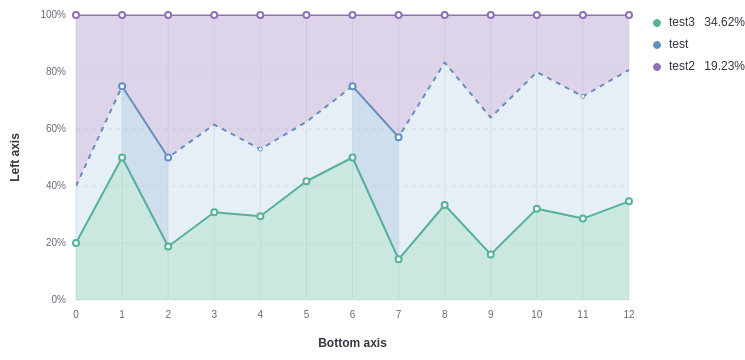 100%
80%
60%
40%
20%
0%
Left axis
0 1 2 3 4 5 6 7 8 9 10 11 12
Bottom axis
test3 34.62%
test
test2 19.23%